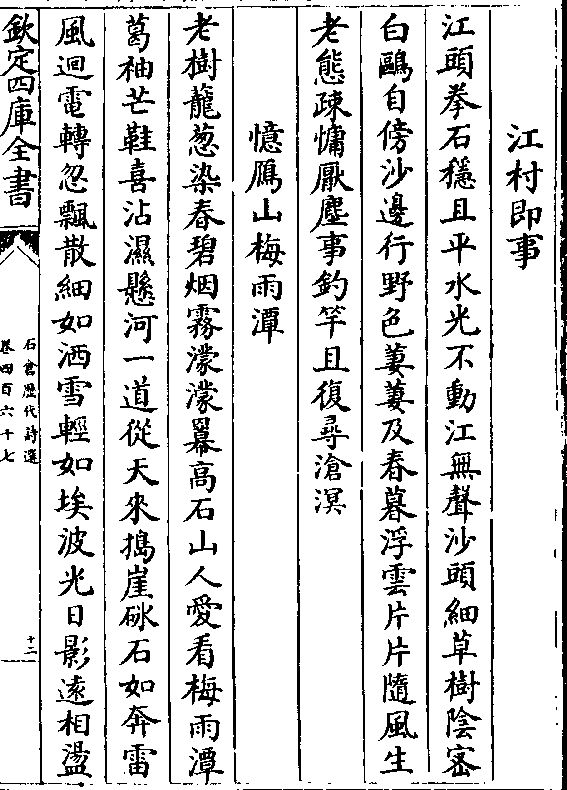 江村即事
江頭拳石穩且平水光不動江無聲沙頭細草樹陰密
白鷗自傍沙邊行野色萋萋及春暮浮雲片片隨風生
老態疎慵厭塵事釣竿且復尋滄溟
憶鴈山梅雨潭
老樹蘢葱染春碧烟霧濛濛羃高石山人愛看梅雨潭
葛袖芒鞋喜沾濕懸河一道從天來搗崖砯石如奔雷
風迴電轉忽飄散細如洒雪輕如埃波光日影遠相盪
欽定四庫全書
石倉歷代詩選
卷四百六十七
十二